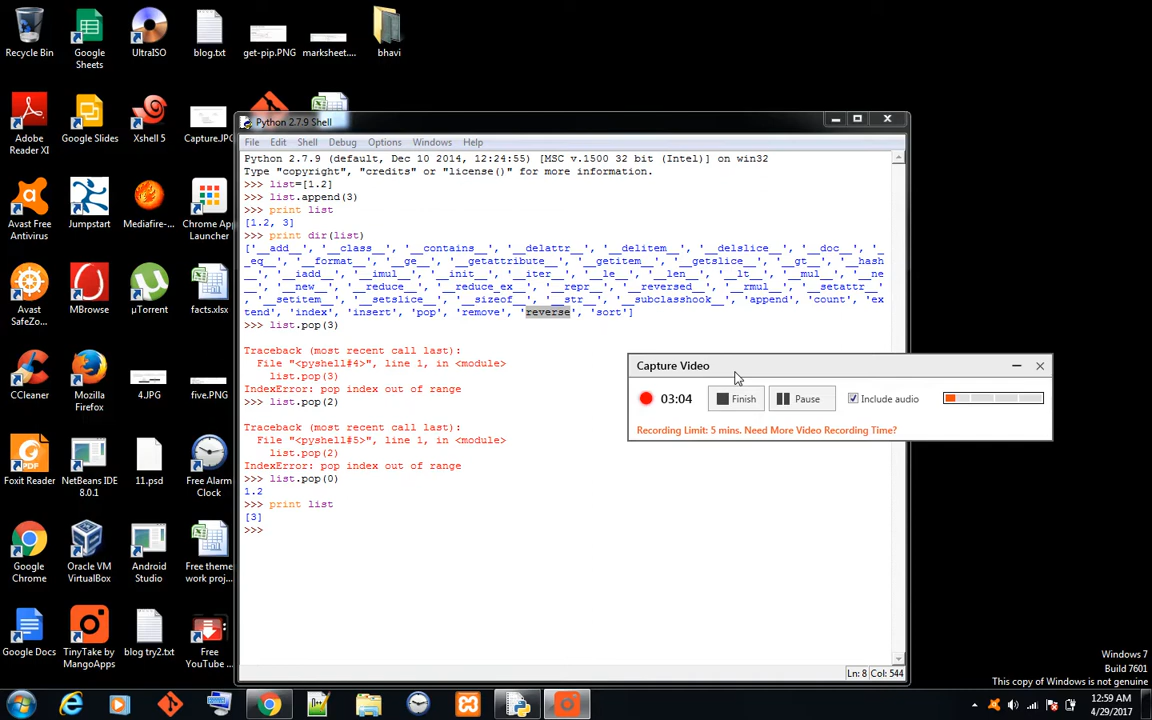 Recycle Bin
Google Sheets
UltraISO
blog.txt
get-pip.PNG
marksheet....
bhavi
Adobe Reader XI
Google Slides
Xshell 5
Capture.JPG
Avast Free Antivirus
Jumpstart
Mediafire-...
Chrome App Launcher
Avast SafeZo...
MBRegen
µTorrent
facts.xlsx
CCleaner
Mozilla Firefox
4.JPG
five.PNG
Foxit Reader
NetBeans IDE 8.0.1
11.psd
Free Alarm Clock
Google Chrome
Oracle VM VirtualBox
Android Studio
Free theme work proj...
Google Docs
TinyTake by MangoApps
blog try2.txt
Free YouTube ...
Python 2.7.9 Shell
File Edit Shell Debug Options Windows Help
Python 2.7.9 (default, Dec 10 2014, 12:24:55) [MSC v.1500 32 bit (Intel)] on win32
Type "copyright", "credits" or "license()" for more information.
>>> list=[1.2]
>>> list.append(3)
>>> print list
[1.2, 3]
>>> print dir(list)
['__add__', '__class__', '__contains__', '__delattr__', '__delitem__', '__delslice__', '__doc__', '_
_eq__', '__format__', '__ge__', '__getattribute__', '__getitem__', '__getslice__', '__gt__', '__hash
__', '__iadd__', '__imul__', '__init__', '__iter__', '__le__', '__len__', '__lt__', '__mul__', '__ne
__', '__new__', '__reduce__', '__reduce_ex__', '__repr__', '__reversed__', '__rmul__', '__setattr__'
, '__setitem__', '__setslice__', '__sizeof__', '__str__', '__subclasshook__', 'append', 'count', 'ex
tend', 'index', 'insert', 'pop', 'remove', 'reverse', 'sort']
>>> list.pop(3)
Traceback (most recent call last):
File "<pyshell#4>", line 1, in <module>
list.pop(3)
IndexError: pop index out of range
>>> list.pop(2)
Traceback (most recent call last):
File "<pyshell#5>", line 1, in <module>
list.pop(2)
IndexError: pop index out of range
>>> list.pop(0)
1.2
>>> print list
[3]
>>>
Ln: 8 Col: 544
Capture Video
03:04 Finish Pause Include audio
Recording Limit: 5 mins. Need More Video Recording Time?
Windows 7
Build 7601
This copy of Windows is not genuine
12:59 AM
4/29/2017